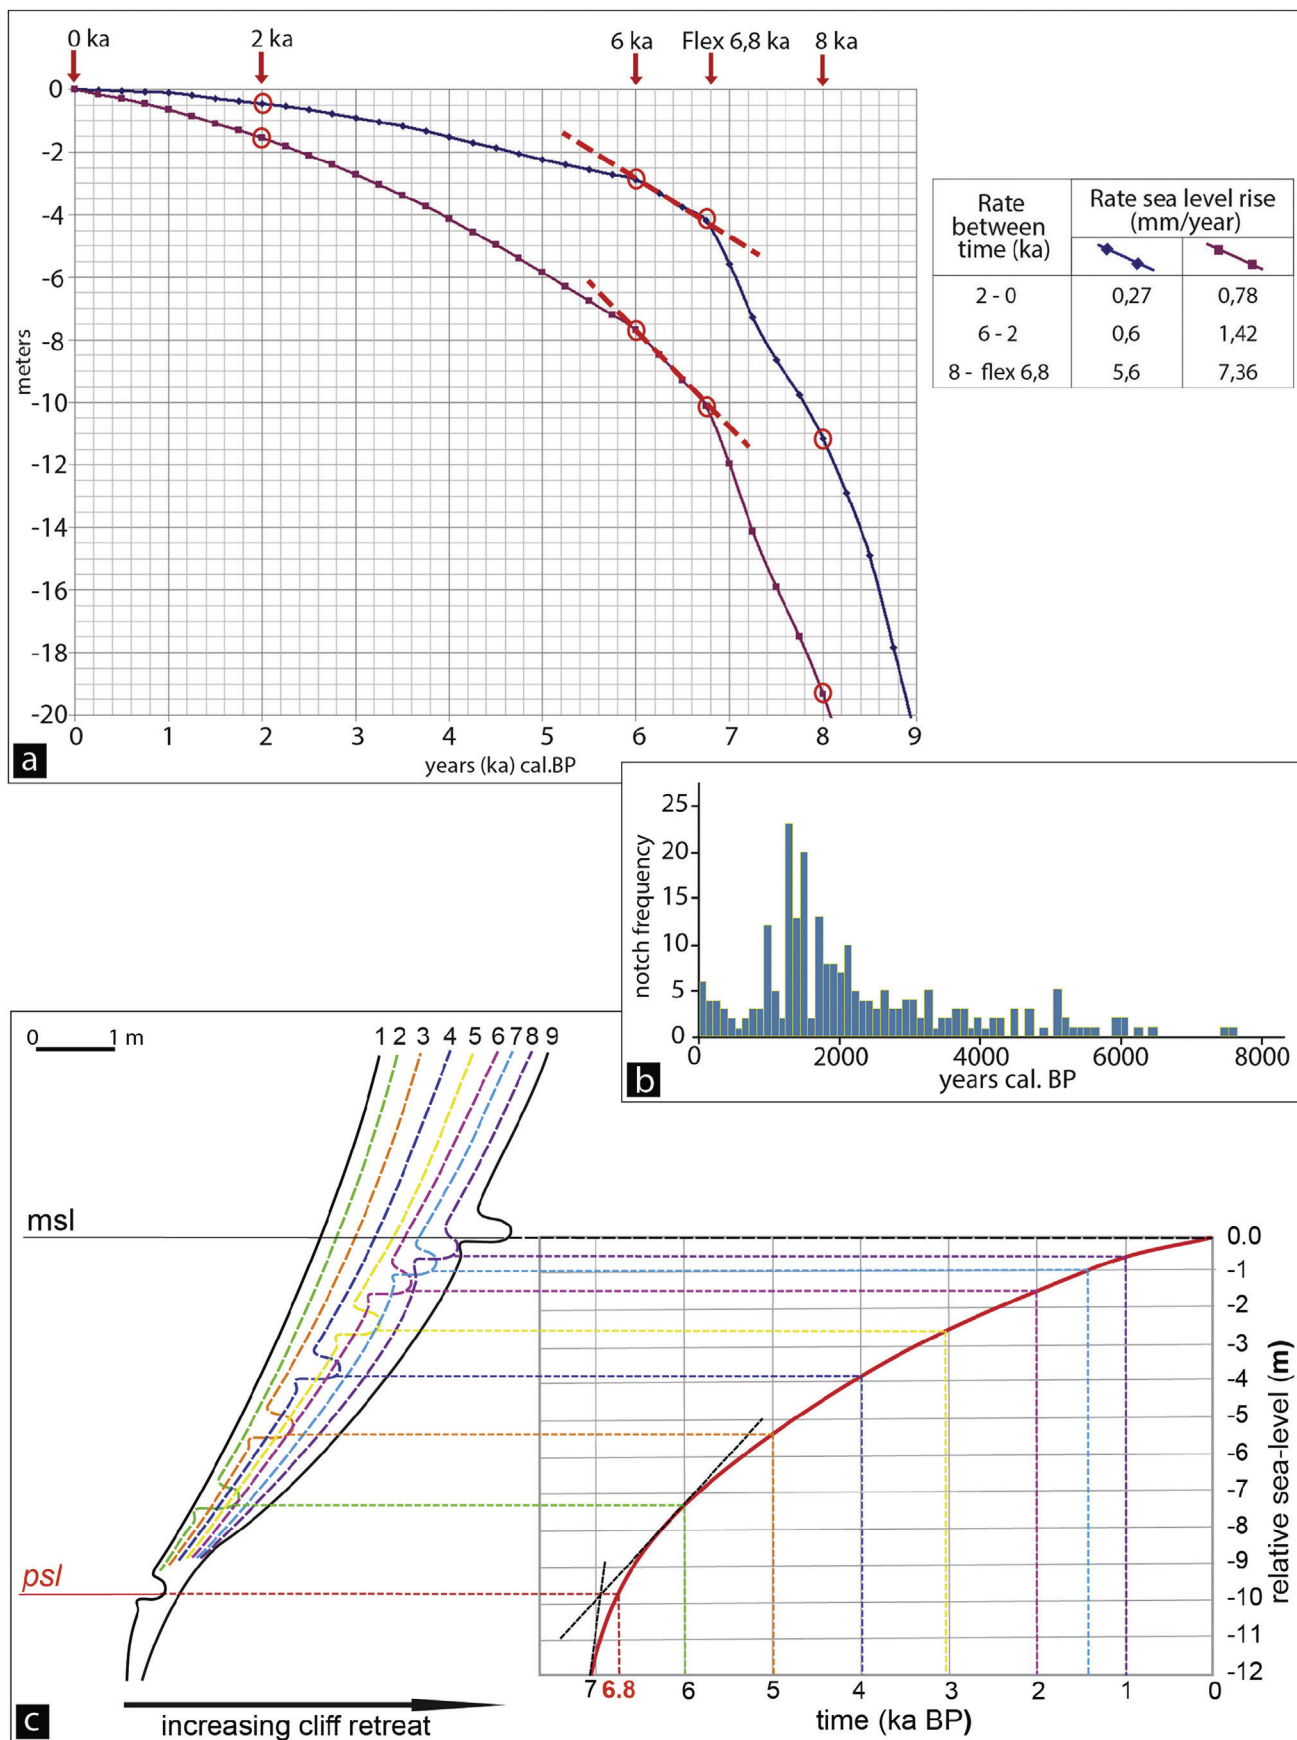 0 ka 2 ka 6 ka Flex 6,8 ka 8 ka
0
-2
-4
-6
-8
-10
-12
-14
-16
-18
-20
meters
0 1 2 3 4 5 6 7 8 9
years (ka) cal.BP
a
Rate between time (ka) Rate sea level rise (mm/year)
2 - 0 0,27 0,78
6 - 2 0,6 1,42
8 - flex 6,8 5,6 7,36
notch frequency
25
20
15
10
5
0
0 2000 4000 6000 8000
years cal. BP
b
0 1 m
1 2 3 4 5 6 7 8 9
msl
psl
0.0
-1
-2
-3
-4
-5
-6
-7
-8
-9
-10
-11
-12
relative sea-level (m)
7 6.8 6 5 4 3 2 1 0
time (ka BP)
increasing cliff retreat
c